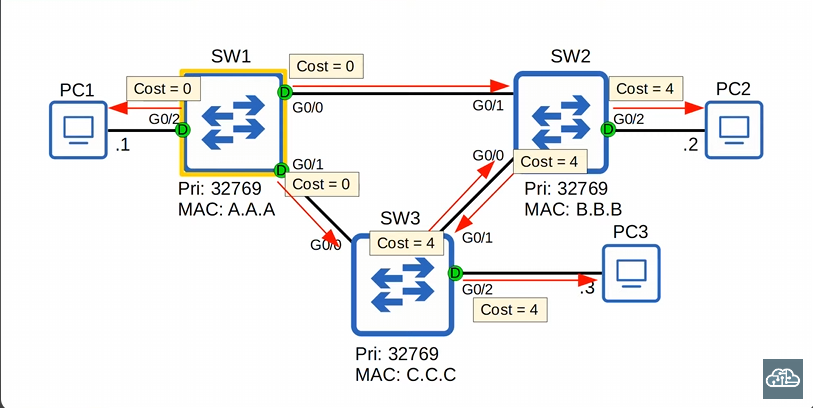 SW1
SW2
Cost = 0
PC1
Cost = 0
Cost = 4
PC2
G0/2
G0/0
G0/1
G0/2
.1
G0/0
.2
G0/1
Cost = 4
Cost = 0
Pri: 32769
MAC: A.A.A
Pri: 32769
MAC: B.B.B
SW3
PC3
G0/0
Cost = 4
G0/1
G0/2
.3
Cost = 4
Pri: 32769
MAC: C.C.C
D
D
D
D
D